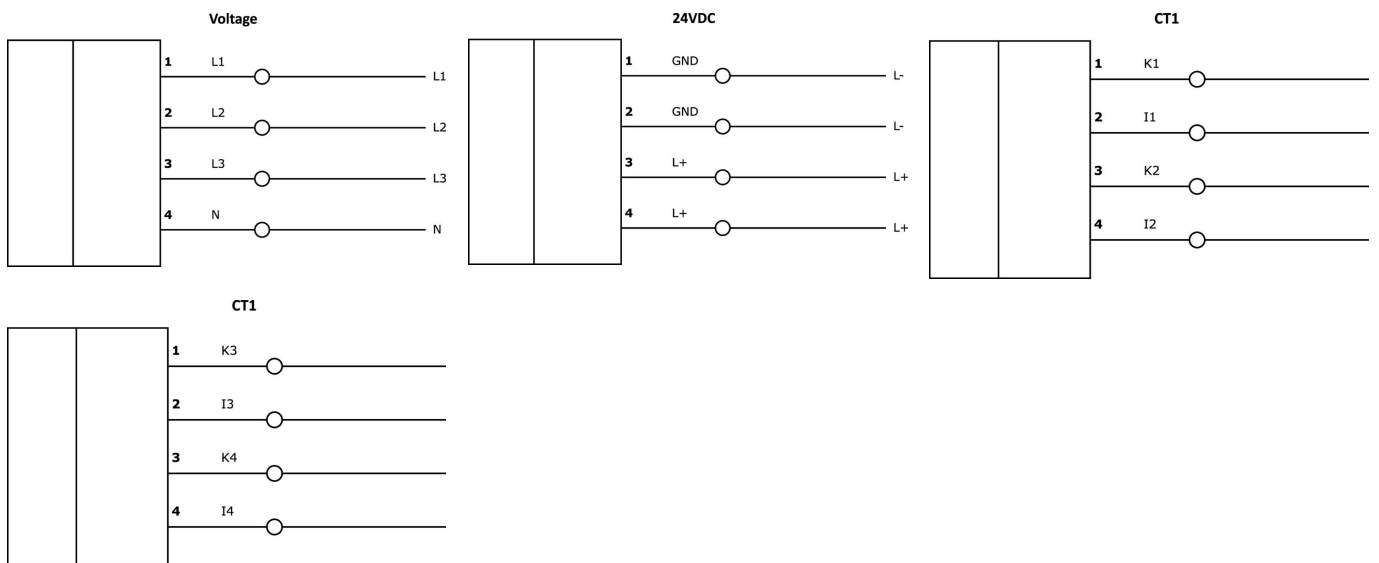 Voltage
1 L1 L1
2 L2 L2
3 L3 L3
4 N N
24VDC
1 GND L-
2 GND L-
3 L+ L+
4 L+ L+
CT1
1 K1
2 I1
3 K2
4 I2
CT1
1 K3
2 I3
3 K4
4 I4